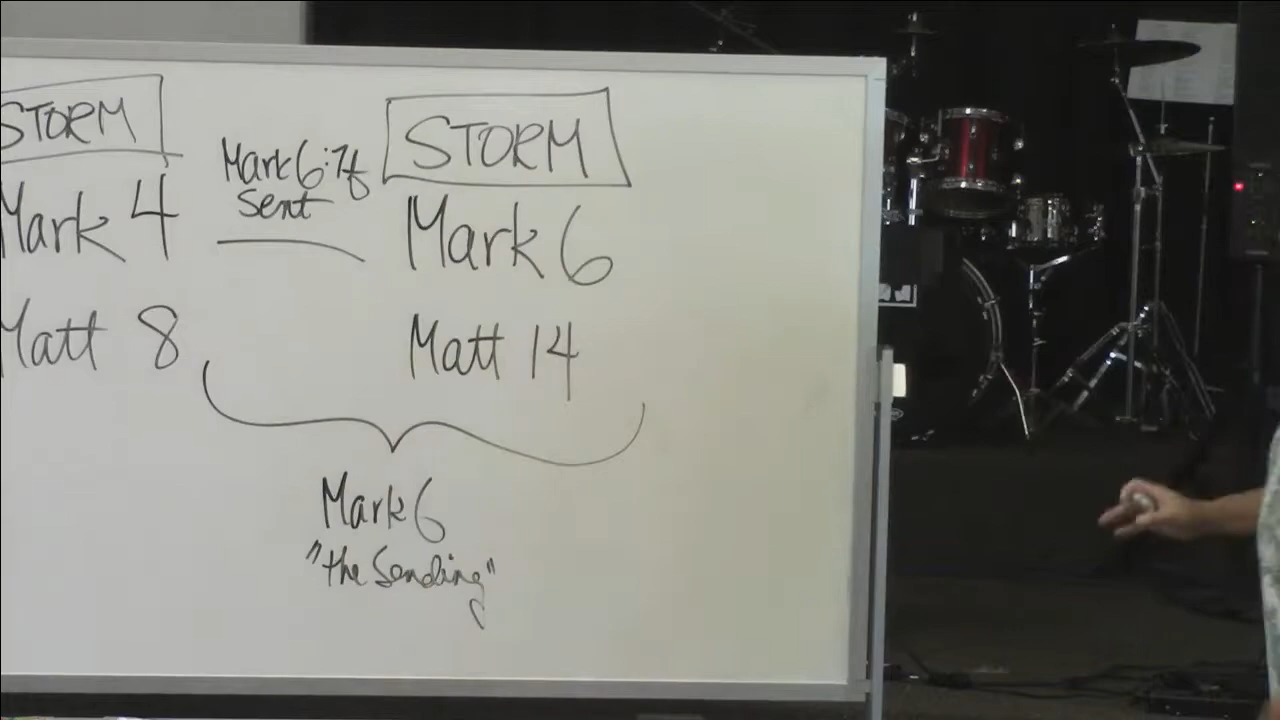 STORM
Mark 4
Matt 8
Mark 6:7f
Sent
STORM
Mark 6
Matt 14
Mark 6
"the Sending"